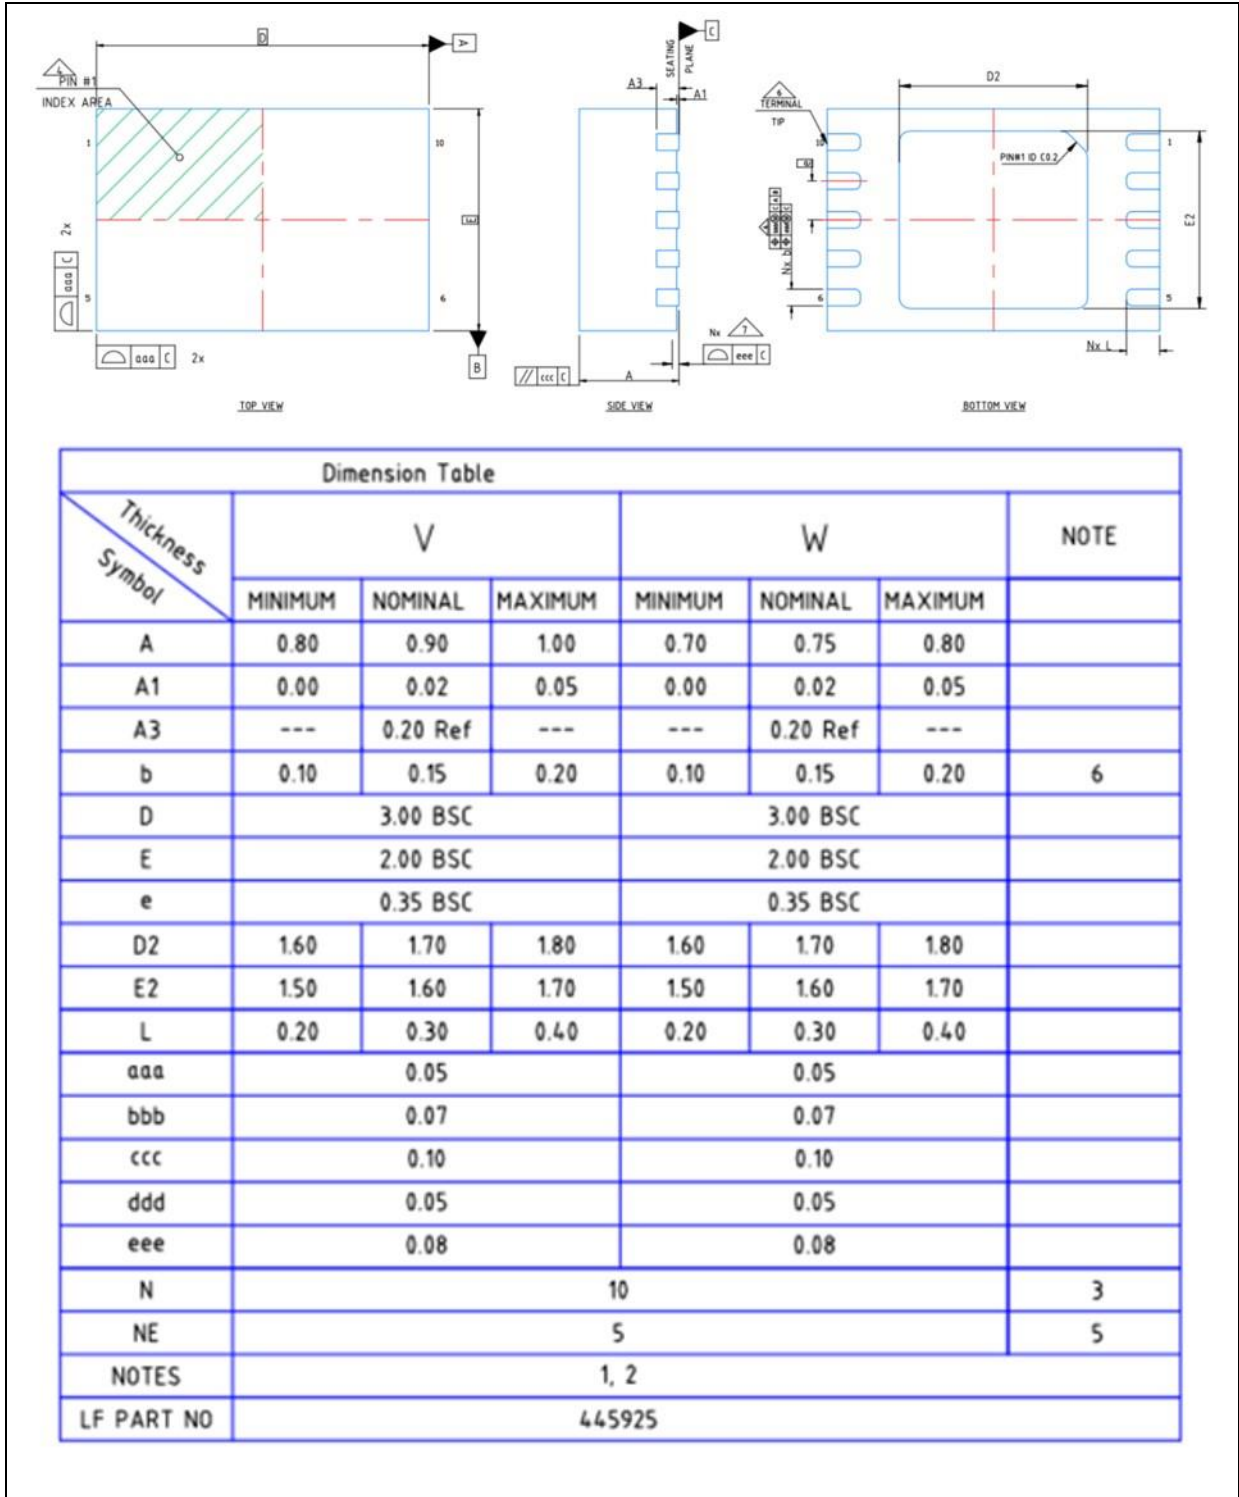 D
A
4
PIN #1
INDEX AREA
1
10
E
2x
aaa C
5
6
aaa C 2x
B
TOP VIEW
C
SEATING
PLANE
A3
A1
Nx 7
eee C
// ccc C
A
SIDE VIEW
D2
6
TERMINAL
TIP
10
1
PIN#1 ID C0.2
e
E2
Nx b
6
5
Nx L
BOTTOM VIEW
Dimension Table
Thickness
Symbol
V W NOTE
MINIMUM NOMINAL MAXIMUM MINIMUM NOMINAL MAXIMUM
A 0.80 0.90 1.00 0.70 0.75 0.80
A1 0.00 0.02 0.05 0.00 0.02 0.05
A3 --- 0.20 Ref --- --- 0.20 Ref ---
b 0.10 0.15 0.20 0.10 0.15 0.20 6
D 3.00 BSC 3.00 BSC
E 2.00 BSC 2.00 BSC
e 0.35 BSC 0.35 BSC
D2 1.60 1.70 1.80 1.60 1.70 1.80
E2 1.50 1.60 1.70 1.50 1.60 1.70
L 0.20 0.30 0.40 0.20 0.30 0.40
aaa 0.05 0.05
bbb 0.07 0.07
ccc 0.10 0.10
ddd 0.05 0.05
eee 0.08 0.08
N 10 3
NE 5 5
NOTES 1, 2
LF PART NO 445925